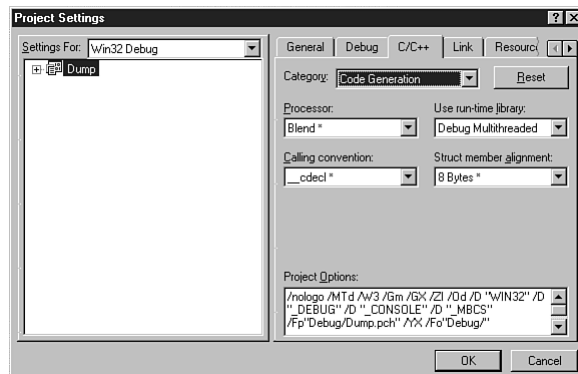 Project Settings
Settings For: Win32 Debug
Dump
General Debug C/C++ Link Resourc
Category: Code Generation Reset
Processor: Use run-time library:
Blend * Debug Multithreaded
Calling convention: Struct member alignment:
__cdecl * 8 Bytes *
Project Options:
/nologo /MTd /W3 /Gm /GX /ZI /Od /D "WIN32" /D
"_DEBUG" /D "_CONSOLE" /D "_MBCS"
/Fp"Debug/Dump.pch" /YX /Fo"Debug/"
OK Cancel